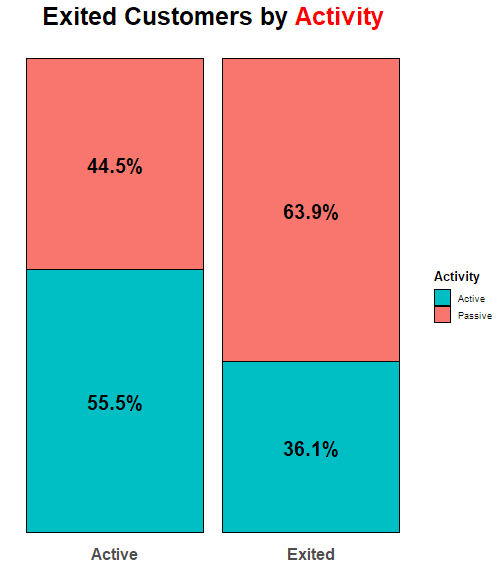 Exited Customers by Activity
44.5%
63.9%
55.5%
36.1%
Activity
Active
Passive
Active
Exited